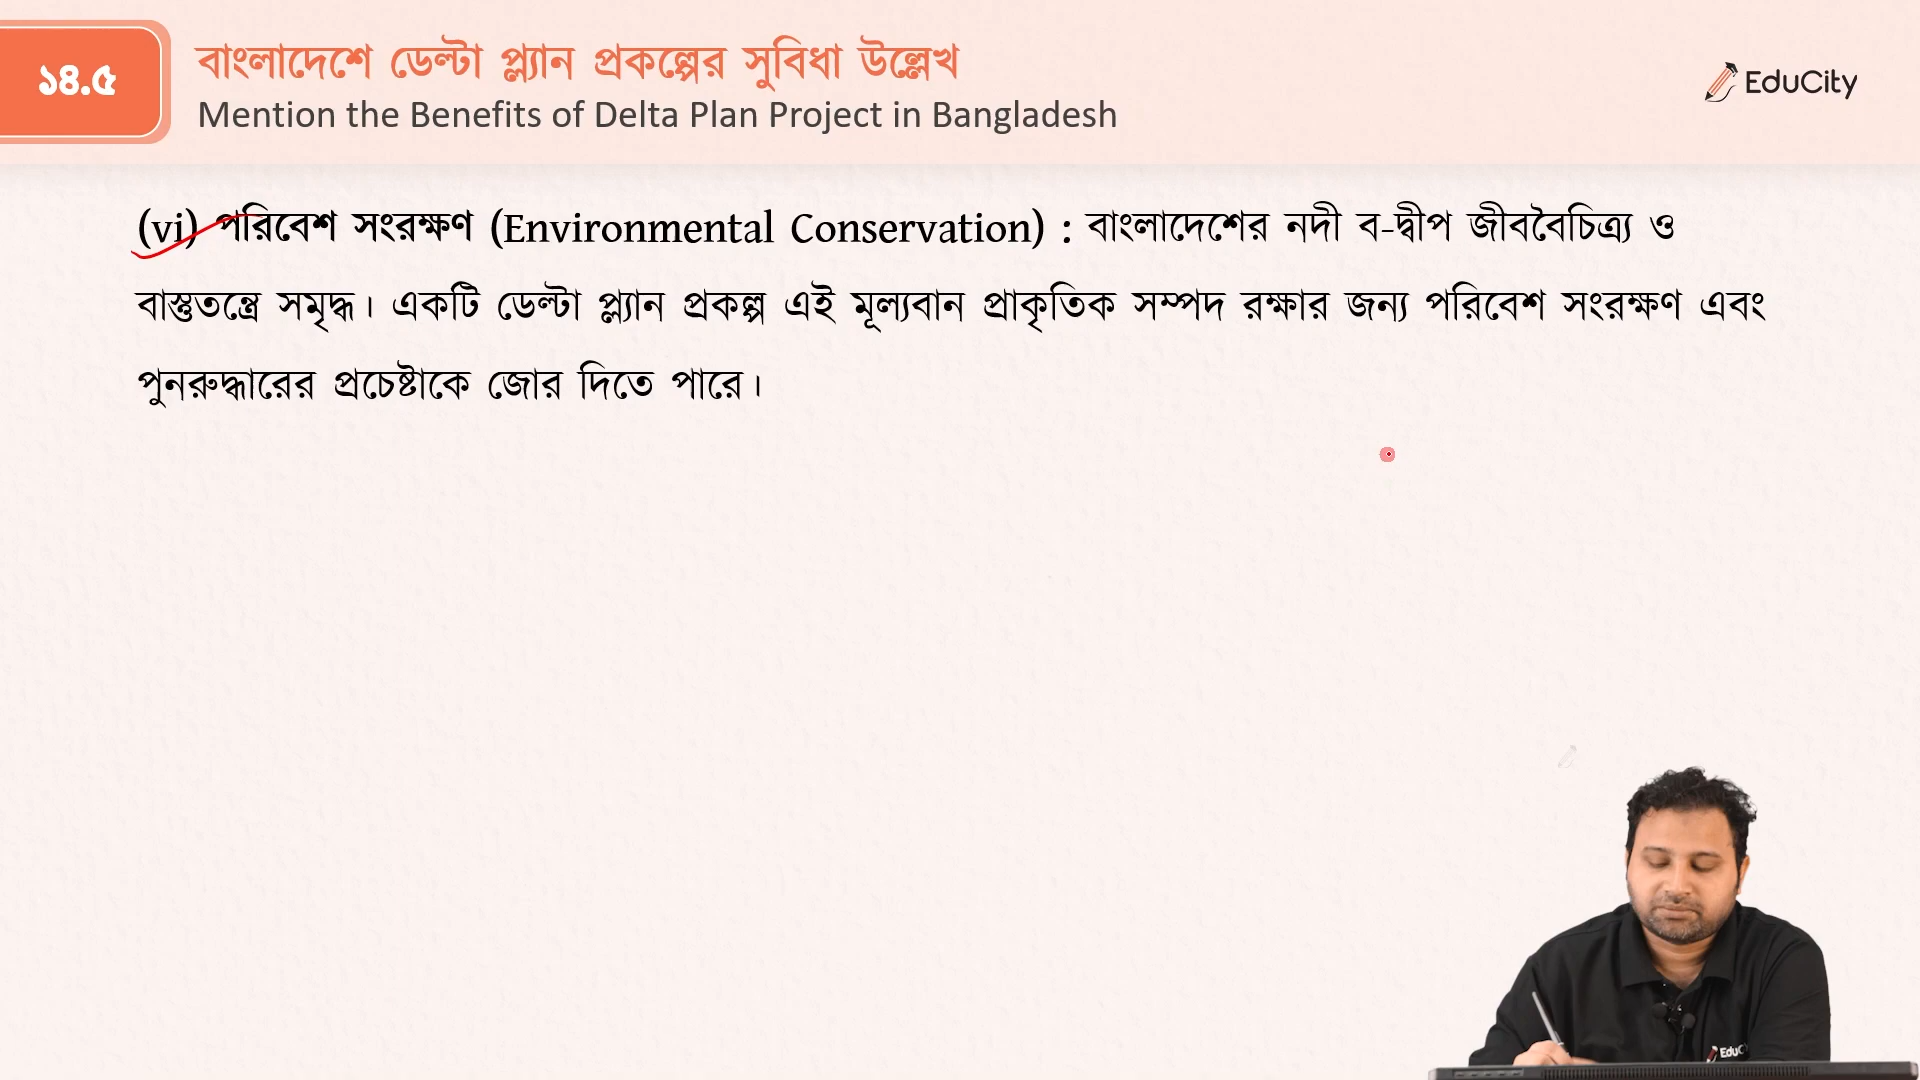 ১৪.৫
বাংলাদেশে ডেল্টা প্ল্যান প্রকল্পের সুবিধা উল্লেখ
Mention the Benefits of Delta Plan Project in Bangladesh
EduCity
(vi) পরিবেশ সংরক্ষণ (Environmental Conservation) : বাংলাদেশের নদী ব-দ্বীপ জীববৈচিত্র্য ও
বাস্তুতন্ত্রে সমৃদ্ধ। একটি ডেল্টা প্ল্যান প্রকল্প এই মূল্যবান প্রাকৃতিক সম্পদ রক্ষার জন্য পরিবেশ সংরক্ষণ এবং
পুনরুদ্ধারের প্রচেষ্টাকে জোর দিতে পারে।
EduC